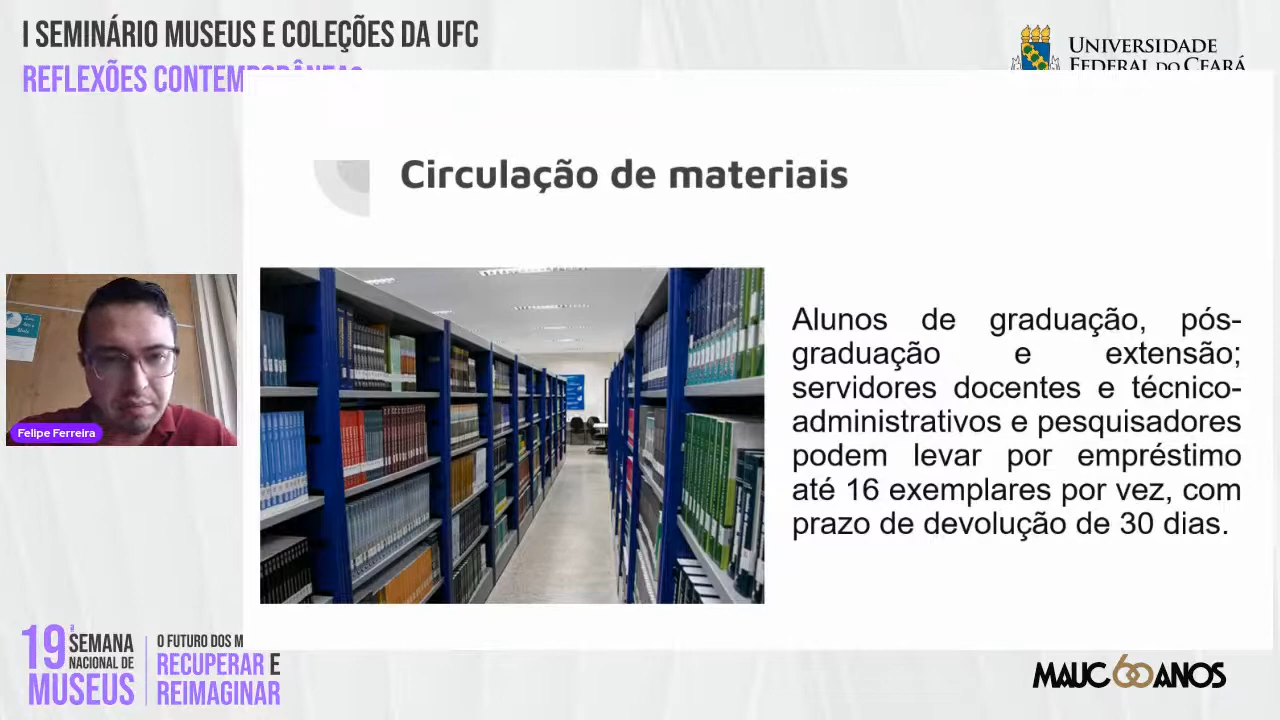 I SEMINÁRIO MUSEUS E COLEÇÕES DA UFC
REFLEXÕES CONTEMPORÂNEAS
UNIVERSIDADE
FEDERAL DO CEARÁ
Circulação de materiais
Alunos de graduação, pós-
graduação e extensão;
servidores docentes e técnico-
administrativos e pesquisadores
podem levar por empréstimo
até 16 exemplares por vez, com
prazo de devolução de 30 dias.
Felipe Ferreira
19ª SEMANA
NACIONAL DE
MUSEUS
O FUTURO DOS M
RECUPERAR E
REIMAGINAR
MAUC 60 ANOS